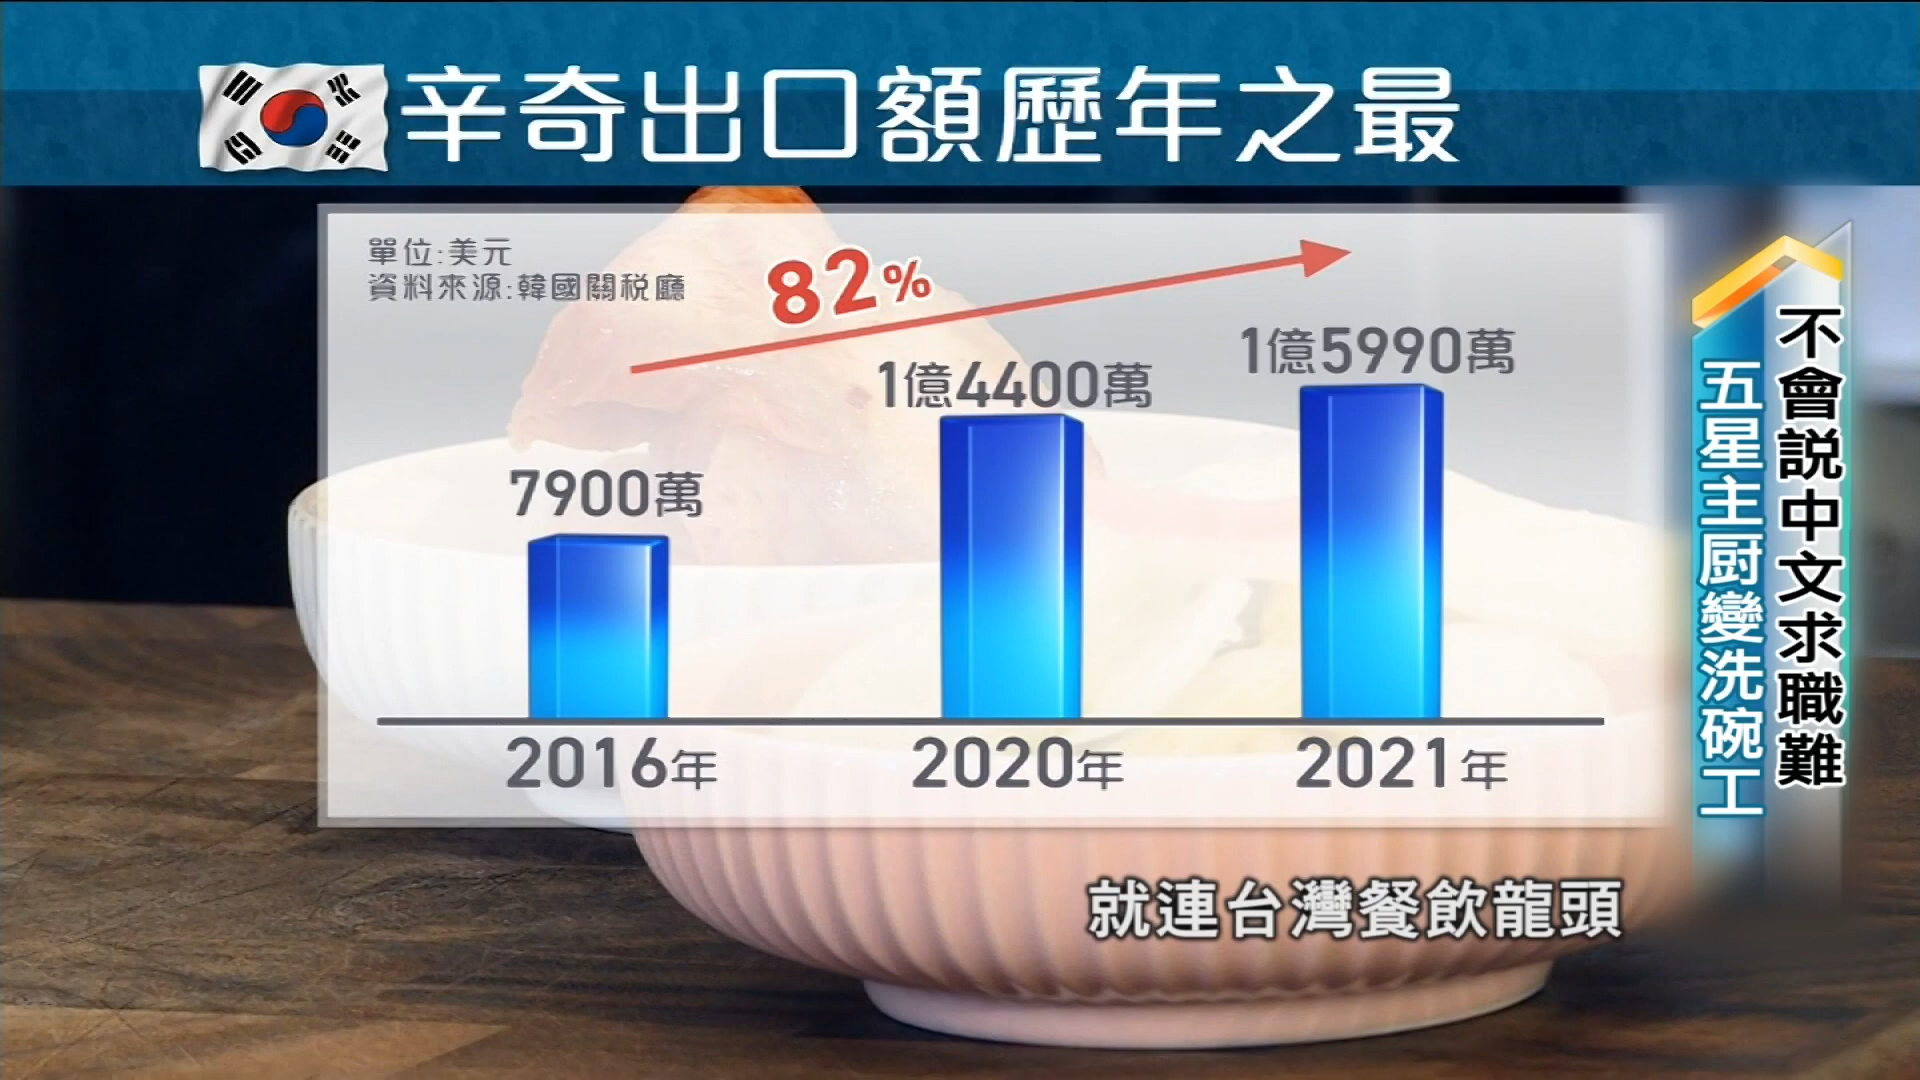 辛奇出口額歷年之最
單位:美元
資料來源:韓國關税廳
82%
7900萬
1億4400萬
1億5990萬
2016年
2020年
2021年
不會説中文求職難
五星主厨變洗碗工
就連台灣餐飲龍頭